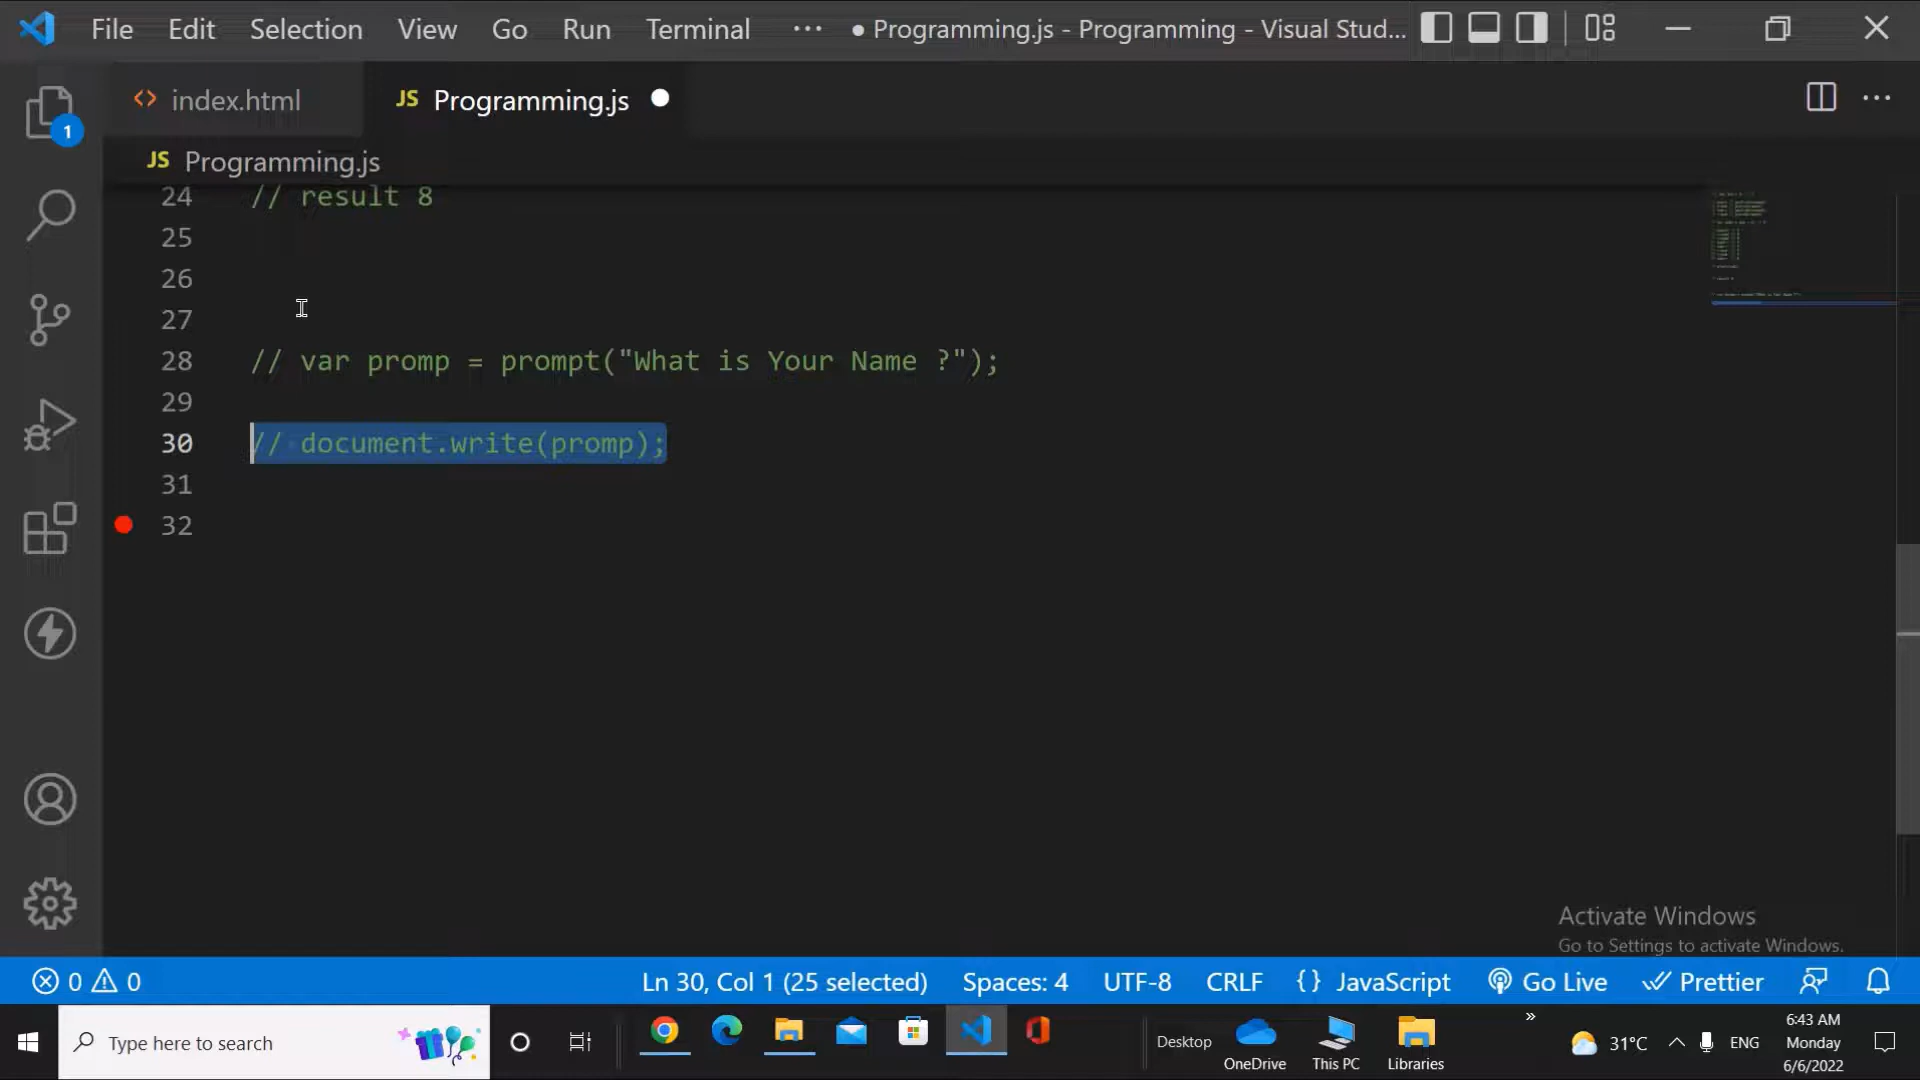 File Edit Selection View Go Run Terminal ··· ● Programming.js - Programming - Visual Stud...
<> index.html JS Programming.js
1
JS Programming.js
24 // result 8
25
26
27
28 // var promp = prompt("What is Your Name ?");
29
30 // document.write(promp);
31
32
Activate Windows
Go to Settings to activate Windows.
0 0 Ln 30, Col 1 (25 selected) Spaces: 4 UTF-8 CRLF {} JavaScript Go Live Prettier
Type here to search Desktop OneDrive This PC Libraries » 31°C ENG
6:43 AM
Monday
6/6/2022